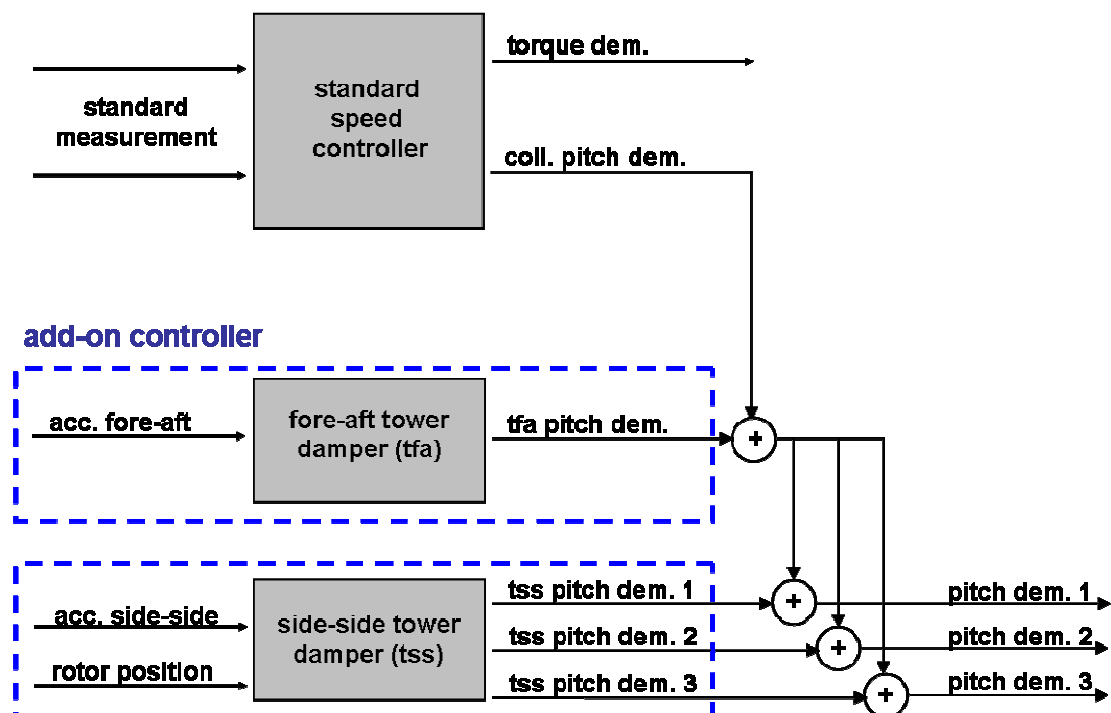 torque dem.
standard
measurement
standard
speed
controller
coll. pitch dem.
add-on controller
acc. fore-aft
fore-aft tower
damper (tfa)
tfa pitch dem.
+
acc. side-side
rotor position
side-side tower
damper (tss)
tss pitch dem. 1
+
pitch dem. 1
tss pitch dem. 2
+
pitch dem. 2
tss pitch dem. 3
+
pitch dem. 3